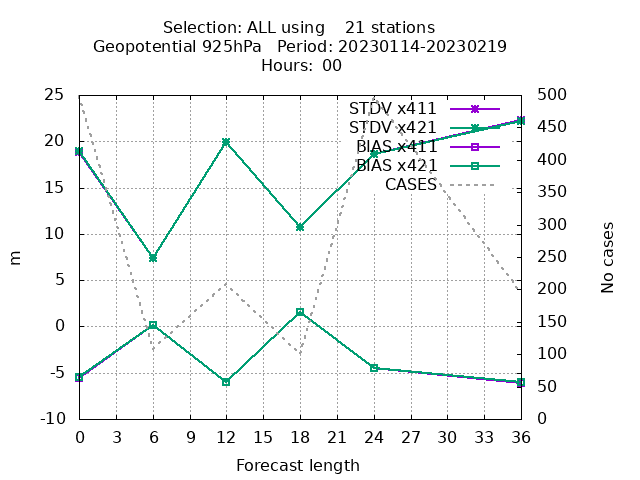 Selection: ALL using    21 stations
Geopotential 925hPa   Period: 20230114-20230219
Hours: 00
STDV x411
STDV x421
BIAS x411
BIAS x421
CASES
25
20
15
10
5
0
-5
-10
m
500
450
400
350
300
250
200
150
100
50
0
No cases
0 3 6 9 12 15 18 21 24 27 30 33 36
Forecast length